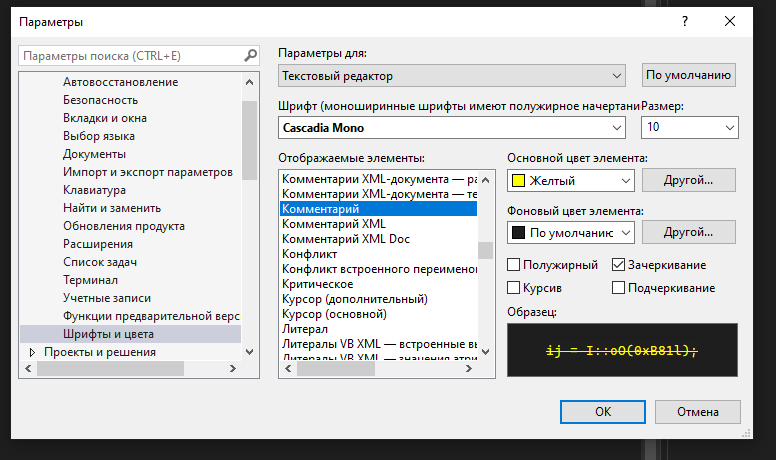 Параметры
Параметры поиска (CTRL+E)
Автовосстановление
Безопасность
Вкладки и окна
Выбор языка
Документы
Импорт и экспорт параметров
Клавиатура
Найти и заменить
Обновления продукта
Расширения
Список задач
Терминал
Учетные записи
Функции предварительной верс
Шрифты и цвета
Проекты и решения
Параметры для:
Текстовый редактор
По умолчанию
Шрифт (моноширинные шрифты имеют полужирное начертани
Размер:
Cascadia Mono
10
Отображаемые элементы:
Комментарии XML-документа — ра
Комментарии XML-документа — те
Комментарий
Комментарий XML
Комментарий XML Doc
Конфликт
Конфликт встроенного переимено
Критическое
Курсор (дополнительный)
Курсор (основной)
Литерал
Литералы VB XML — встроенные вы
Литералы VB XML — значения атри
Основной цвет элемента:
Желтый
Другой...
Фоновый цвет элемента:
По умолчанию
Другой...
Полужирный
Зачеркивание
Курсив
Подчеркивание
Образец:
ij = I::oO(0xB81l);
OK
Отмена